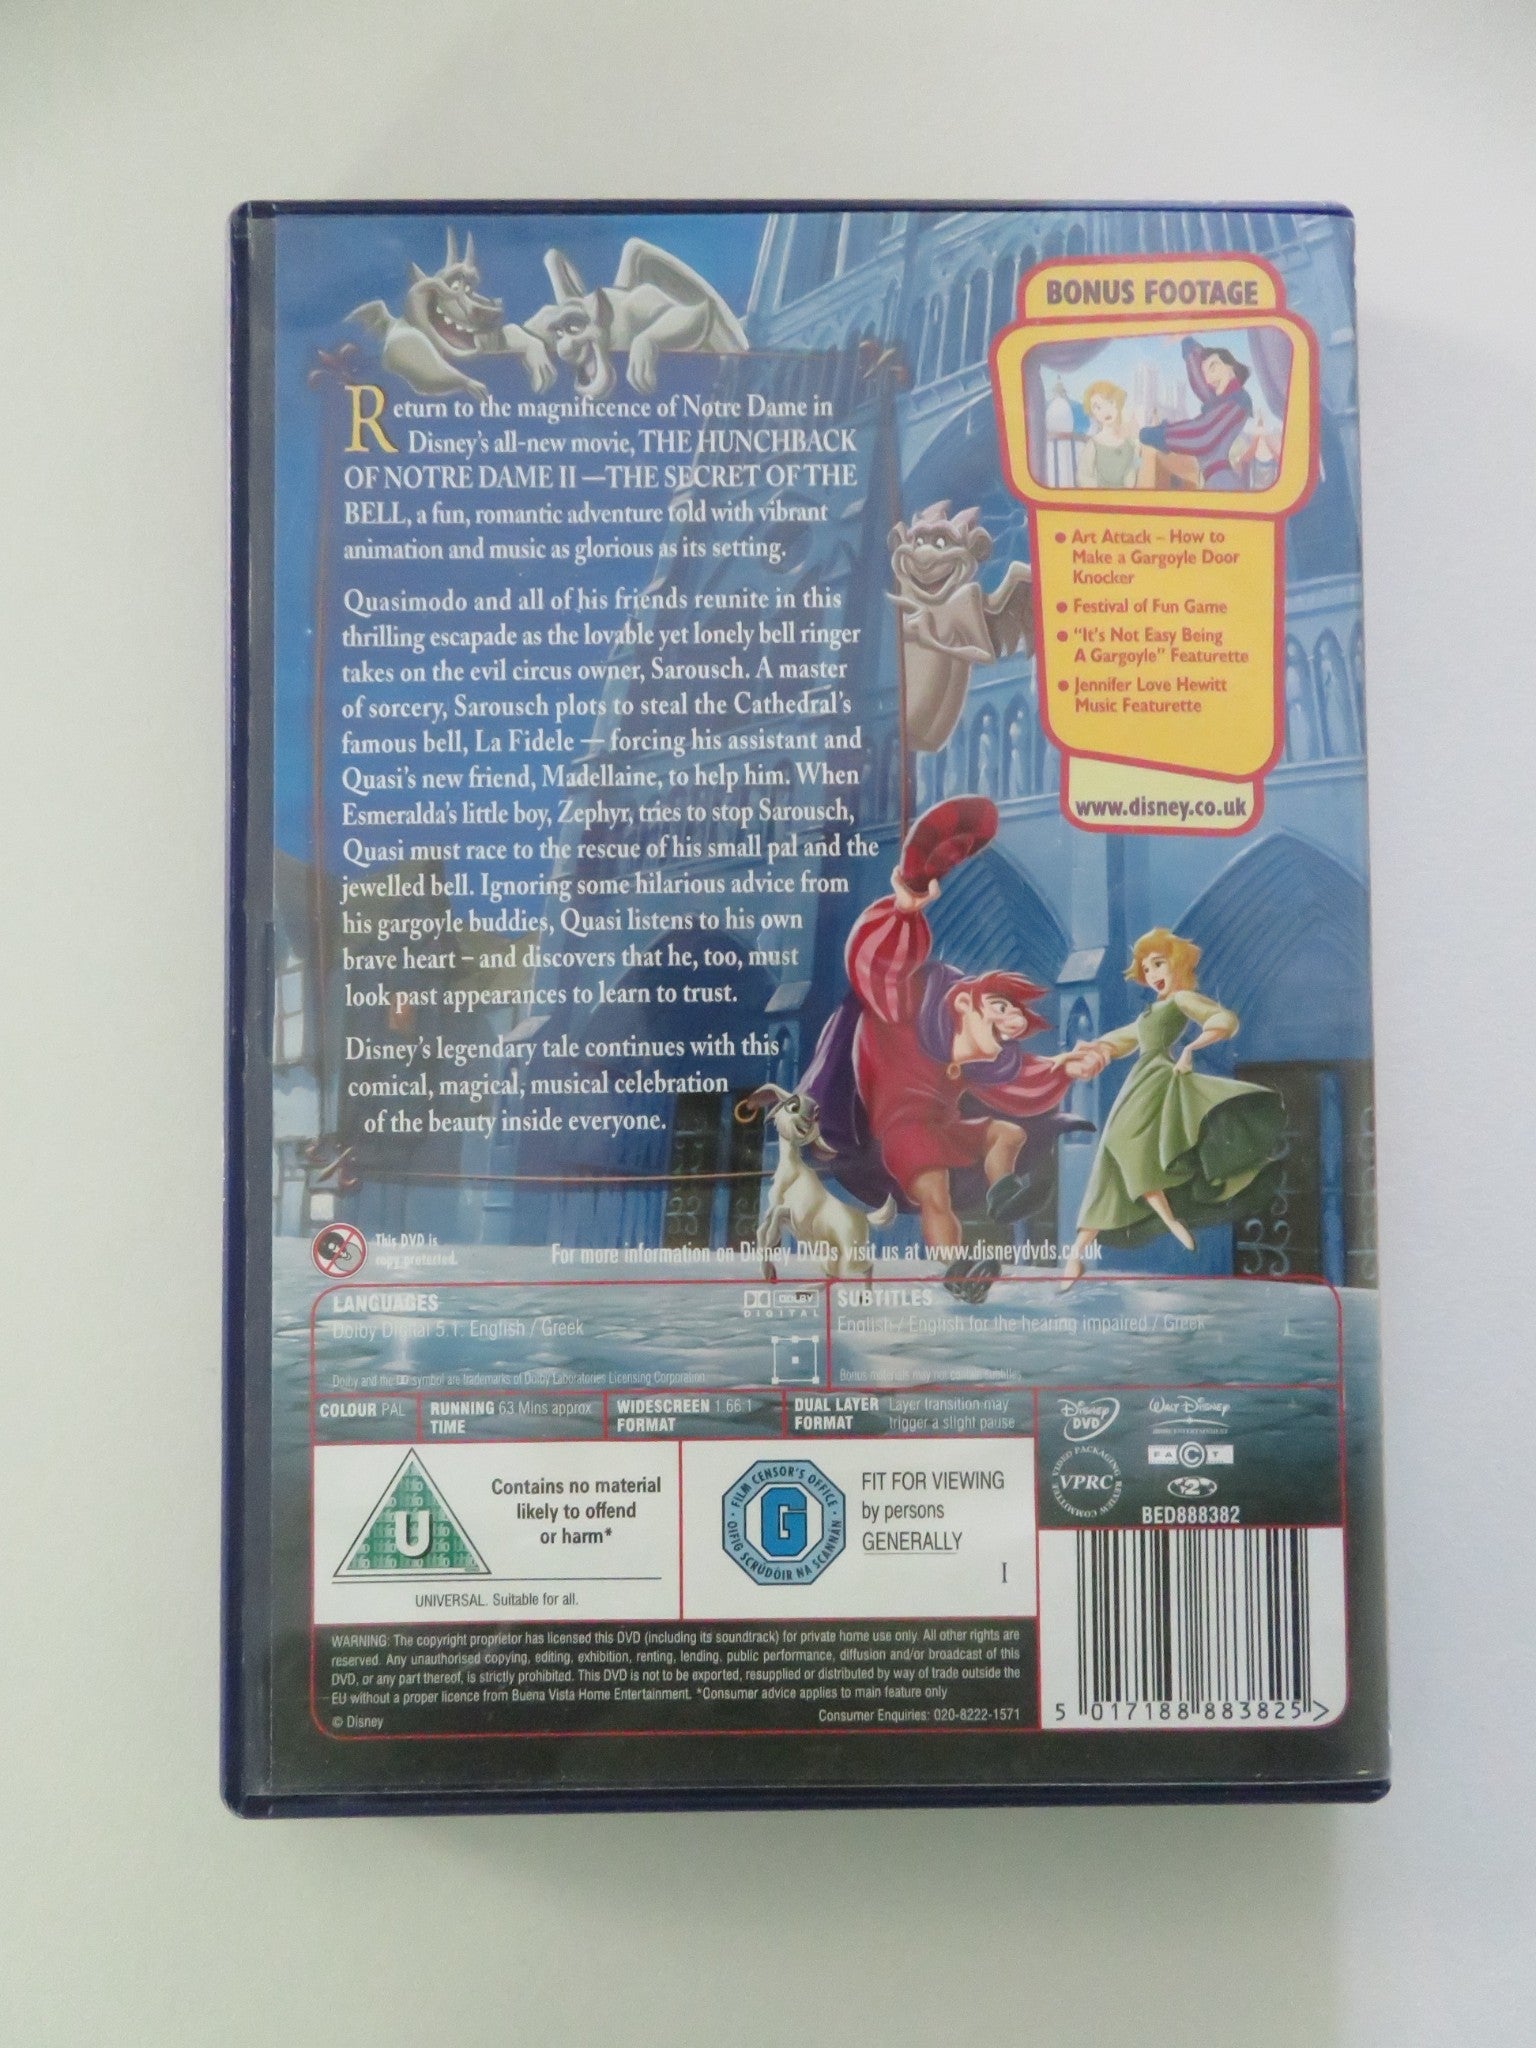 Return to the magnificence of Notre Dame in
Disney's all-new movie, THE HUNCHBACK
OF NOTRE DAME II — THE SECRET OF THE
BELL, a fun, romantic adventure told with vibrant
animation and music as glorious as its setting.
Quasimodo and all of his friends reunite in this
thrilling escapade as the lovable yet lonely bell ringer
takes on the evil circus owner, Sarousch. A master
of sorcery, Sarousch plots to steal the Cathedral's
famous bell, La Fidele — forcing his assistant and
Quasi's new friend, Madellaine, to help him. When
Esmeralda's little boy, Zephyr, tries to stop Sarousch,
Quasi must race to the rescue of his small pal and the
jewelled bell. Ignoring some hilarious advice from
his gargoyle buddies, Quasi listens to his own
brave heart – and discovers that he, too, must
look past appearances to learn to trust.
Disney's legendary tale continues with this
comical, magical, musical celebration
of the beauty inside everyone.
BONUS FOOTAGE
• Art Attack – How to
Make a Gargoyle Door
Knocker
• Festival of Fun Game
• "It's Not Easy Being
A Gargoyle" Featurette
• Jennifer Love Hewitt
Music Featurette
www.disney.co.uk
This DVD is
copy protected.
For more information on Disney DVDs visit us at www.disneydvds.co.uk
LANGUAGES
Dolby Digital 5.1: English / Greek
DOLBY
DIGITAL
Dolby and the DD symbol are trademarks of Dolby Laboratories Licensing Corporation
SUBTITLES
English / English for the hearing impaired / Greek
Bonus materials may not contain subtitles
COLOUR PAL
RUNNING 63 Mins approx
TIME
WIDESCREEN 1.66:1
FORMAT
DUAL LAYER Layer transition may
FORMAT trigger a slight pause
U
Contains no material
likely to offend
or harm*
UNIVERSAL. Suitable for all.
FILM CENSOR'S OFFICE
G
OIFIG SCRÚDÓIR NA SCANNÁN
FIT FOR VIEWING
by persons
GENERALLY
I
Disney
DVD
WALT DISNEY
HOME ENTERTAINMENT
VIDEO PACKAGING
VPRC
REVIEW COMMITTEE
FACT
2
BED888382
WARNING: The copyright proprietor has licensed this DVD (including its soundtrack) for private home use only. All other rights are
reserved. Any unauthorised copying, editing, exhibition, renting, lending, public performance, diffusion and/or broadcast of this
DVD, or any part thereof, is strictly prohibited. This DVD is not to be exported, resupplied or distributed by way of trade outside the
EU without a proper licence from Buena Vista Home Entertainment. *Consumer advice applies to main feature only
© Disney
Consumer Enquiries: 020-8222-1571
5 017188 883825 >